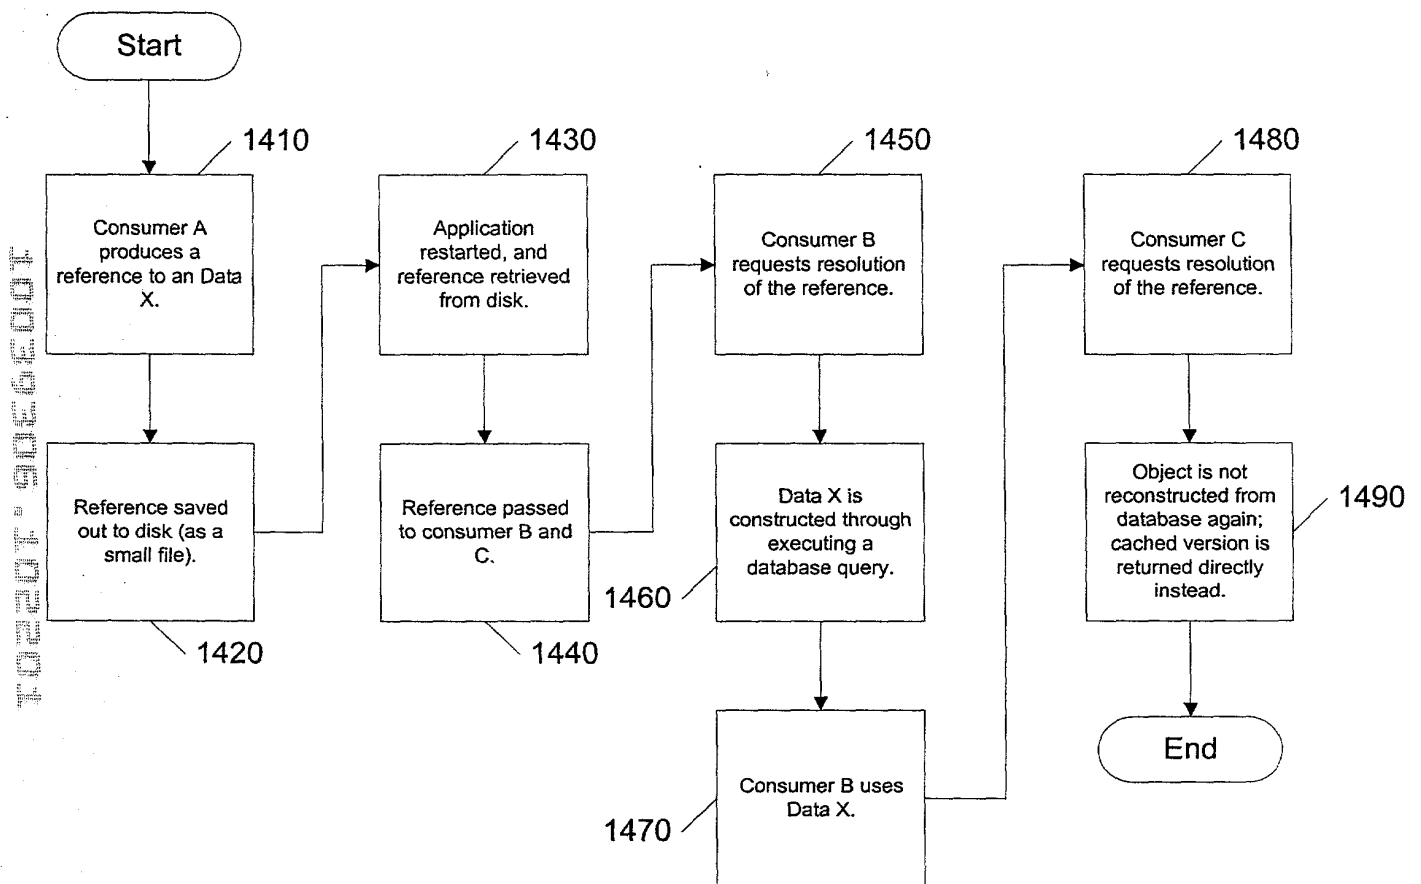 Start
1410
Consumer A
produces a
reference to an Data
X.
Reference saved
out to disk (as a
small file).
1420
1430
Application
restarted, and
reference retrieved
from disk.
Reference passed
to consumer B and
C.
1440
1450
Consumer B
requests resolution
of the reference.
Data X is
constructed through
executing a
database query.
1460
Consumer B uses
Data X.
1470
1480
Consumer C
requests resolution
of the reference.
Object is not
reconstructed from
database again;
cached version is
returned directly
instead.
1490
End